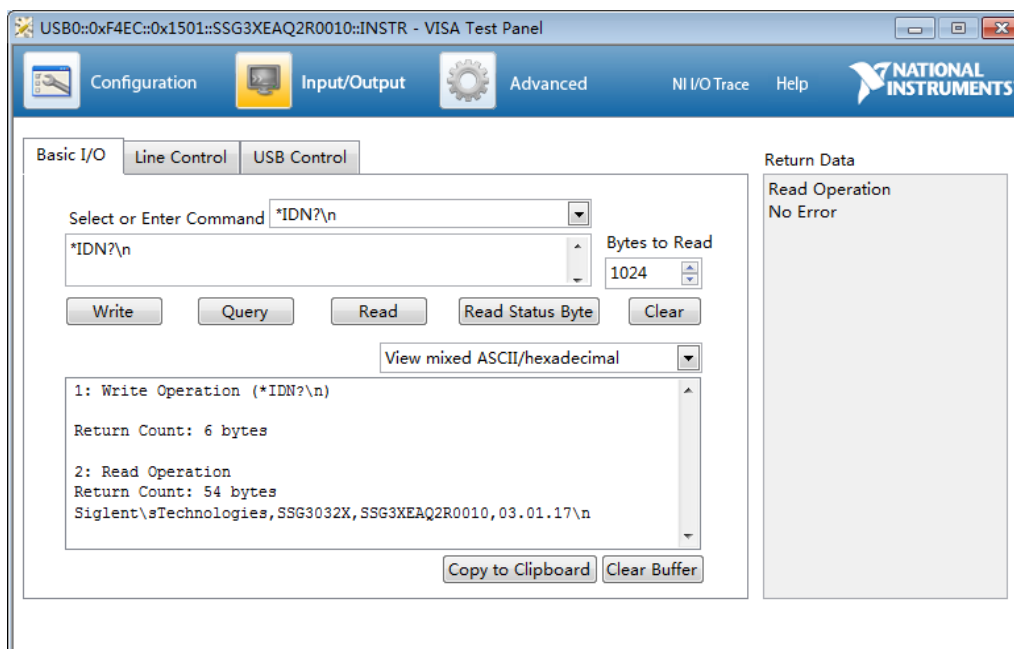 USB0::0xF4EC::0x1501::SSG3XEAQ2R0010::INSTR - VISA Test Panel
Configuration
Input/Output
Advanced
NI I/O Trace
Help
NATIONAL
INSTRUMENTS
Basic I/O
Line Control
USB Control
Select or Enter Command
*IDN?\n
*IDN?\n
Bytes to Read
1024
Write
Query
Read
Read Status Byte
Clear
View mixed ASCII/hexadecimal
1: Write Operation (*IDN?\n)
Return Count: 6 bytes
2: Read Operation
Return Count: 54 bytes
Siglent\sTechnologies,SSG3032X,SSG3XEAQ2R0010,03.01.17\n
Copy to Clipboard
Clear Buffer
Return Data
Read Operation
No Error